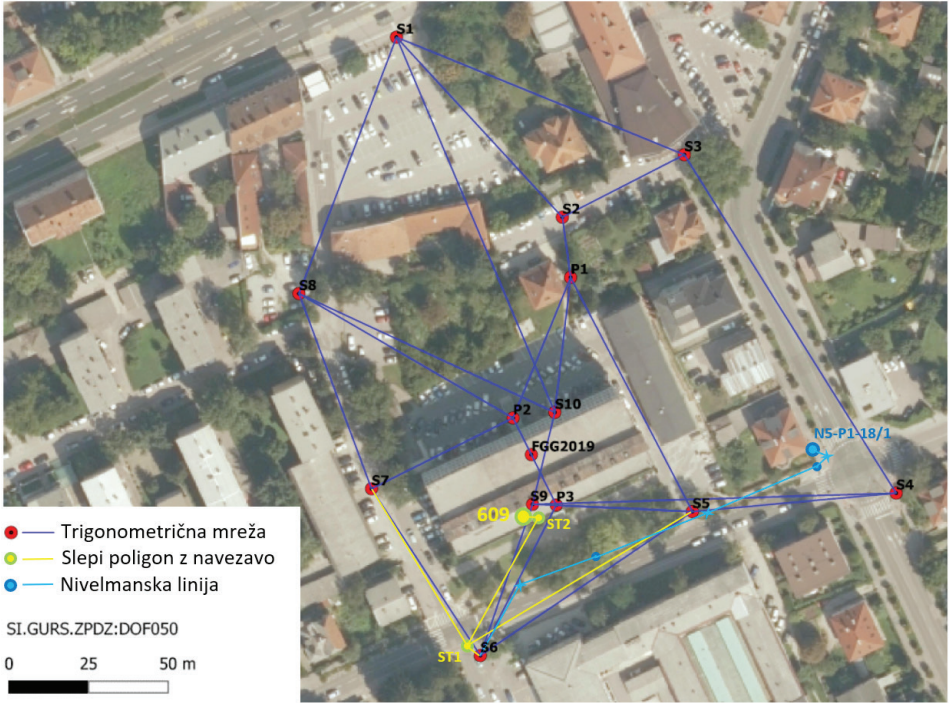 S1
S3
S2
P1
S8
P2
S10
N5-P1-18/1
FGG2019
S7
S4
S9
P3
S5
609
ST2
ST1
S6
Trigonometrična mreža
Slepi poligon z navezavo
Nivelmanska linija
SI.GURS.ZPDZ:DOF050
0 25 50 m